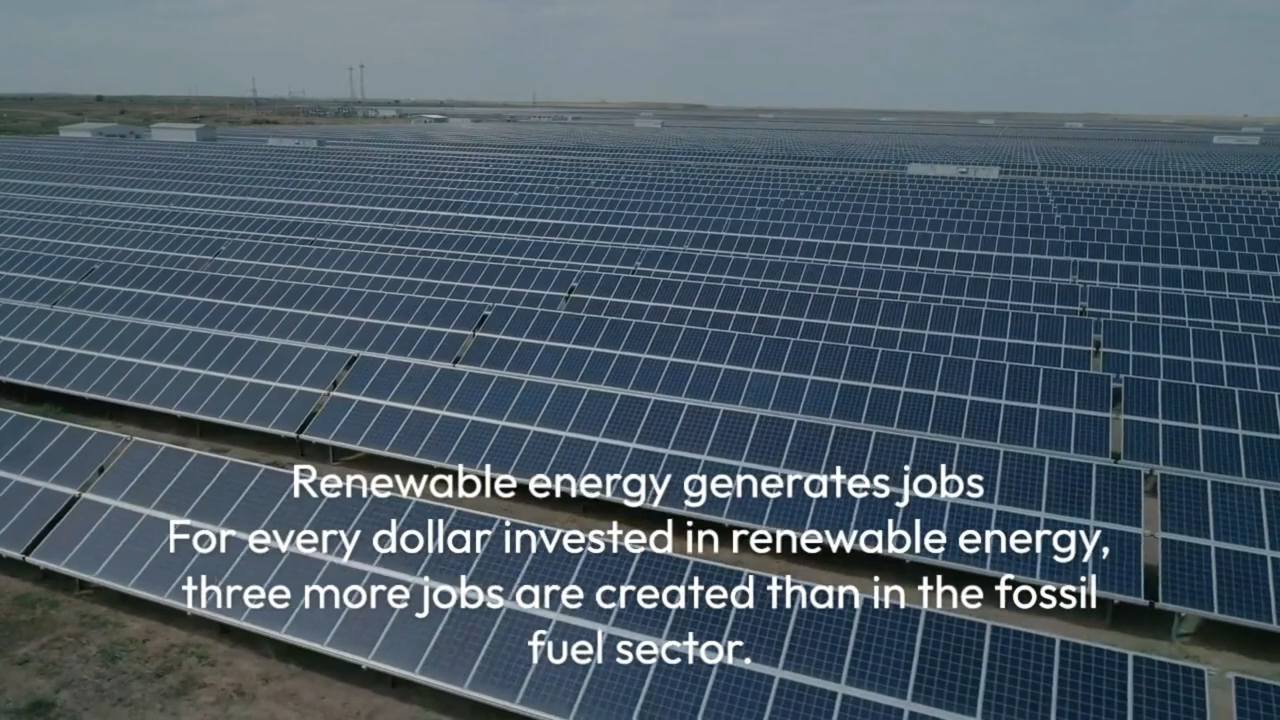 Renewable energy generates jobs
For every dollar invested in renewable energy,
three more jobs are created than in the fossil
fuel sector.